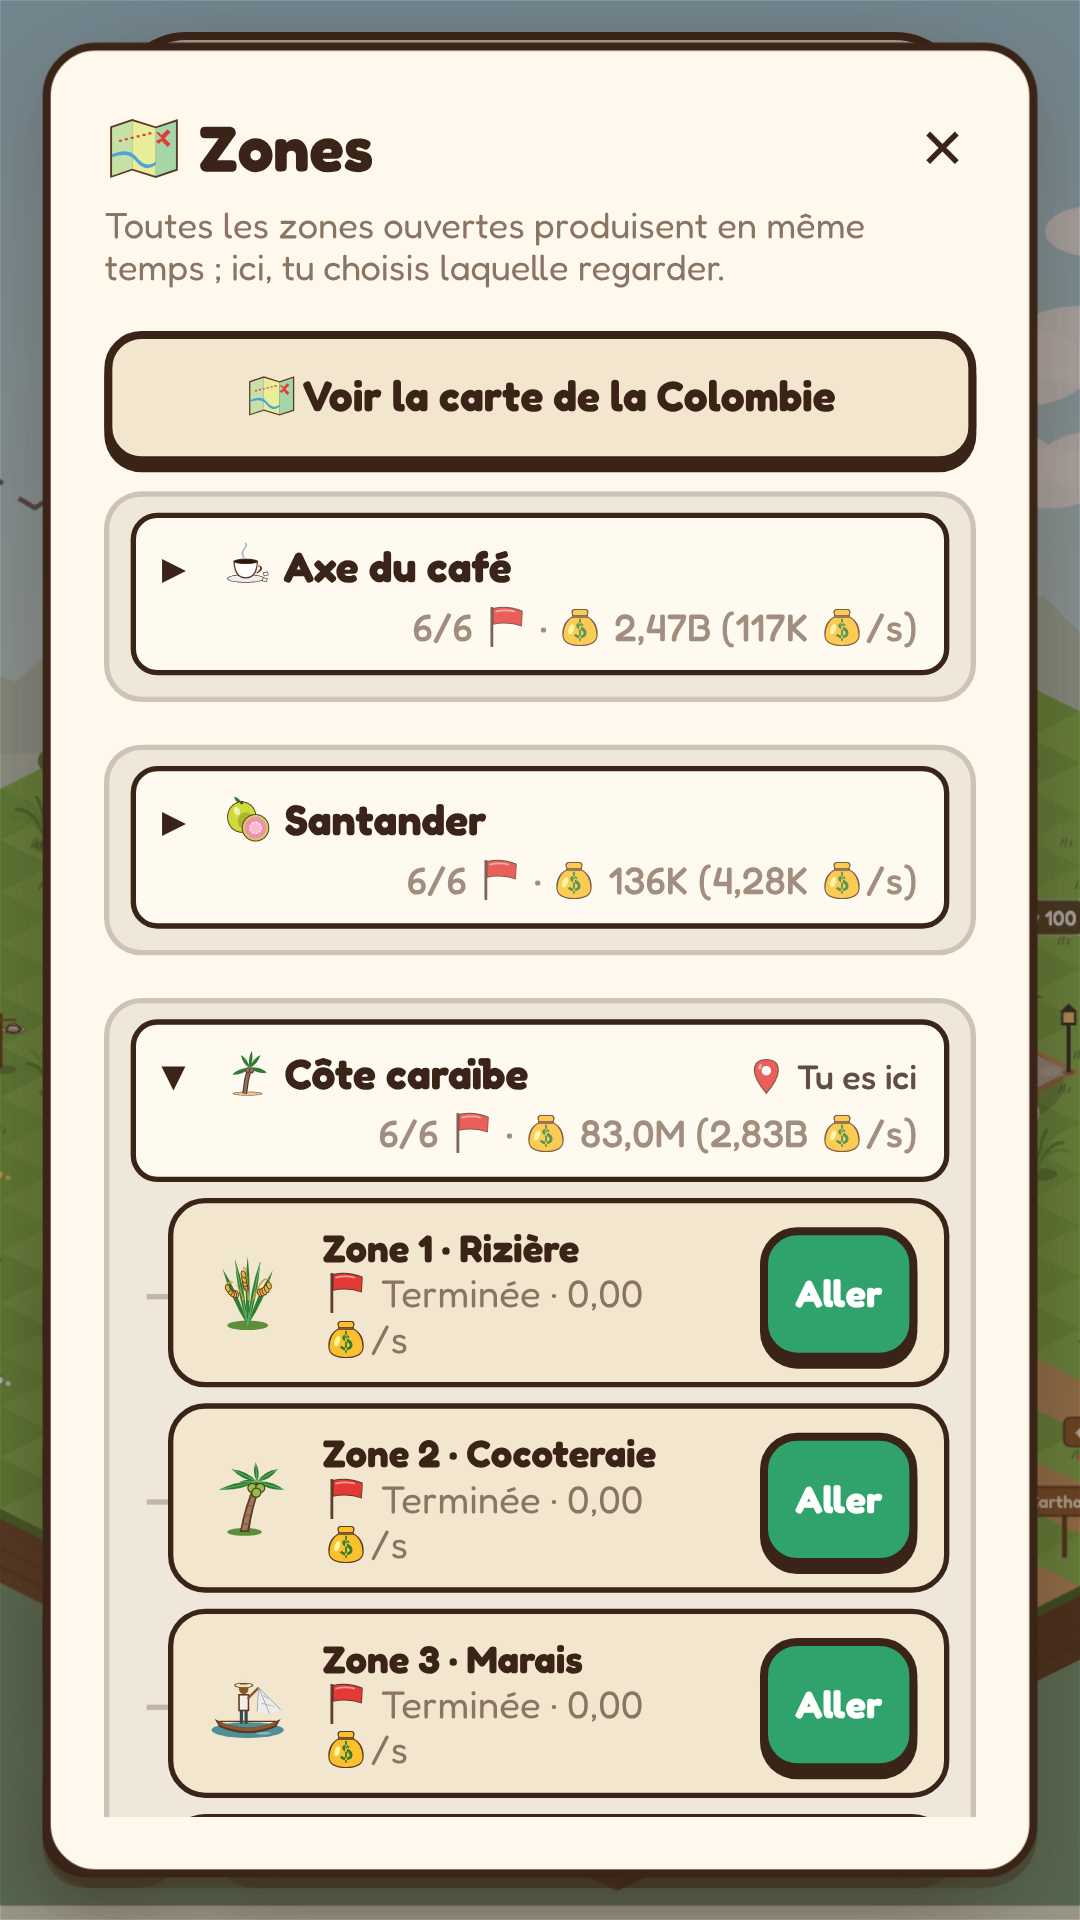 Zones
Toutes les zones ouvertes produisent en même
temps ; ici, tu choisis laquelle regarder.
Voir la carte de la Colombie
Axe du café
6/6 · 2,47B (117K /s)
Santander
6/6 · 136K (4,28K /s)
100
Côte caraïbe Tu es ici
6/6 · 83,0M (2,83B /s)
Zone 1 · Rizière
Terminée · 0,00
/s
Aller
Zone 2 · Cocoteraie
Terminée · 0,00
/s
Aller
Zone 3 · Marais
Terminée · 0,00
/s
Aller